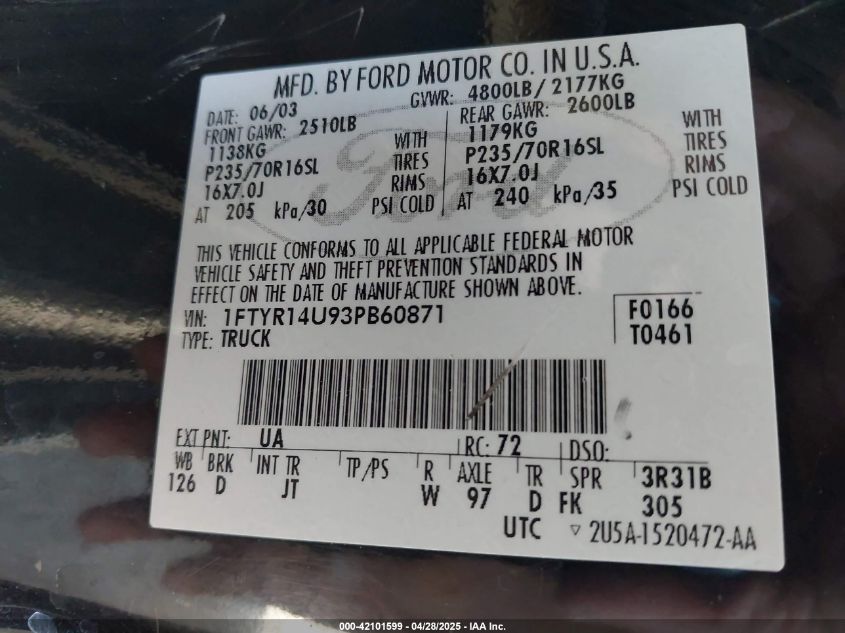 MFD. BY FORD MOTOR CO. IN U.S.A.
DATE: 06/03 GVWR: 4800LB/ 2177KG
FRONT GAWR: 2510LB REAR GAWR: 2600LB
1138KG WITH 1179KG WITH
P235/70R16SL TIRES P235/70R16SL TIRES
16X7.0J RIMS 16X7.0J RIMS
AT 205 kPa/30 PSI COLD AT 240 kPa/35 PSI COLD
Ford
THIS VEHICLE CONFORMS TO ALL APPLICABLE FEDERAL MOTOR
VEHICLE SAFETY AND THEFT PREVENTION STANDARDS IN
EFFECT ON THE DATE OF MANUFACTURE SHOWN ABOVE.
VIN: 1FTYR14U93PB60871 F0166
TYPE: TRUCK T0461
EXT PNT: UA RC: 72 DSO:
WB BRK INT TR TP/PS R AXLE TR SPR 3R31B
126 D JT W 97 D FK 305
UTC ▽ 2U5A-1520472-AA
000-42101599 | 04/28/2025 - IAA Inc.